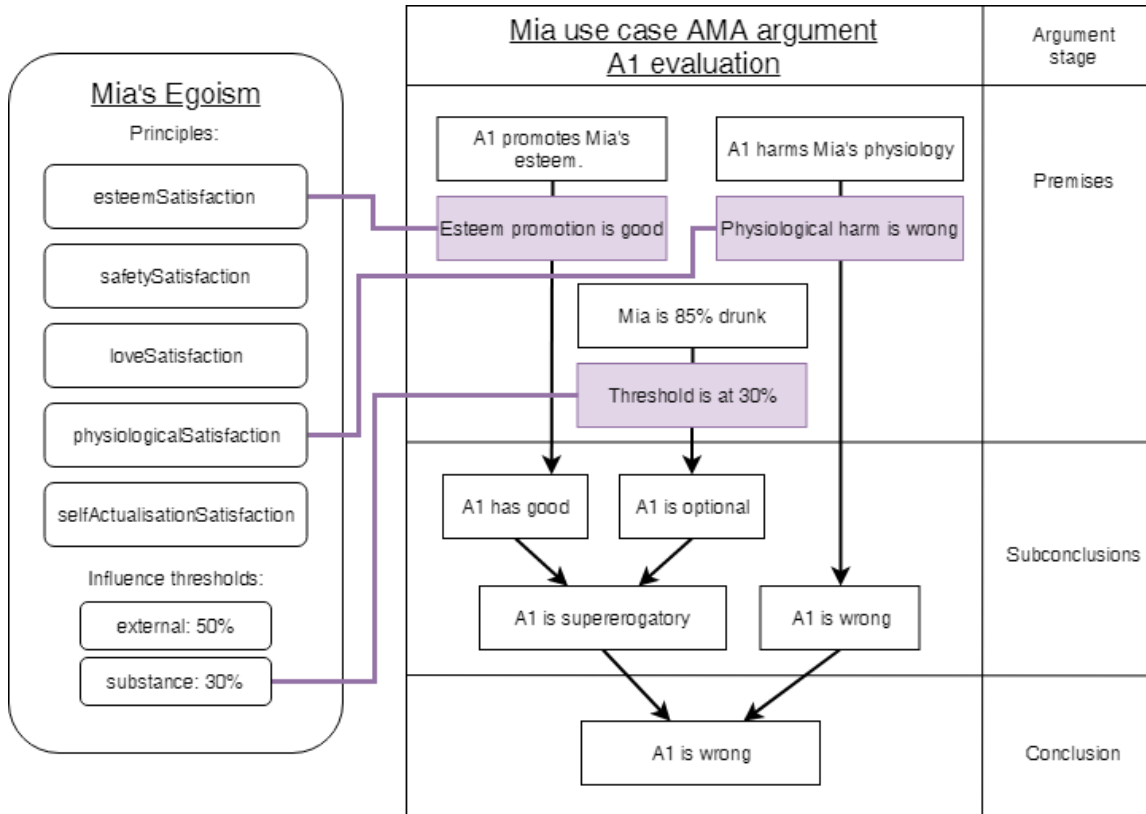 Mia's Egoism
Principles:
esteemSatisfaction
safetySatisfaction
loveSatisfaction
physiologicalSatisfaction
selfActualisationSatisfaction
Influence thresholds:
external: 50%
substance: 30%
Mia use case AMA argument
A1 evaluation
Argument
stage
A1 promotes Mia's
esteem.
A1 harms Mia's physiology
Premises
Esteem promotion is good
Physiological harm is wrong
Mia is 85% drunk
Threshold is at 30%
A1 has good
A1 is optional
Subconclusions
A1 is supererogatory
A1 is wrong
A1 is wrong
Conclusion